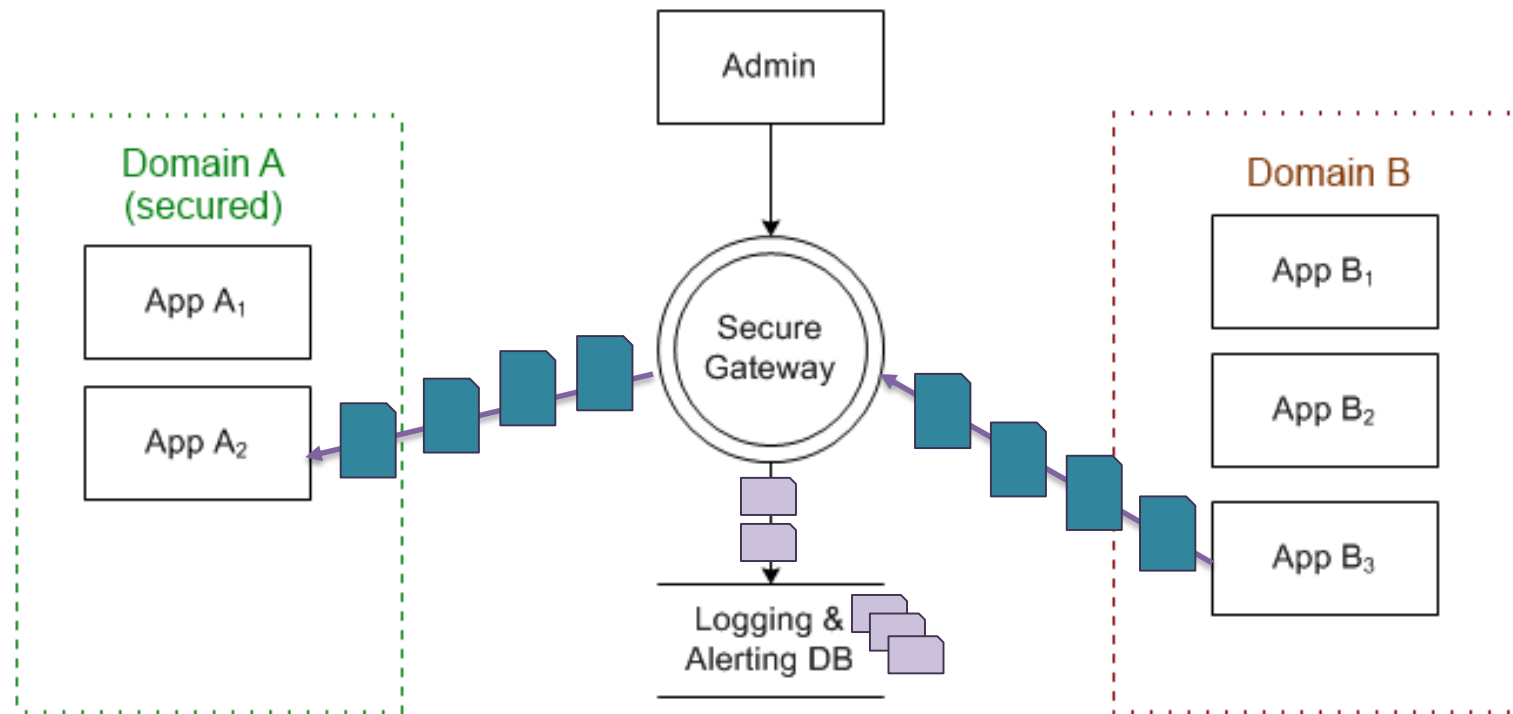 Admin
Domain A
(secured)
App A₁
App A₂
Secure
Gateway
Logging &
Alerting DB
Domain B
App B₁
App B₂
App B₃